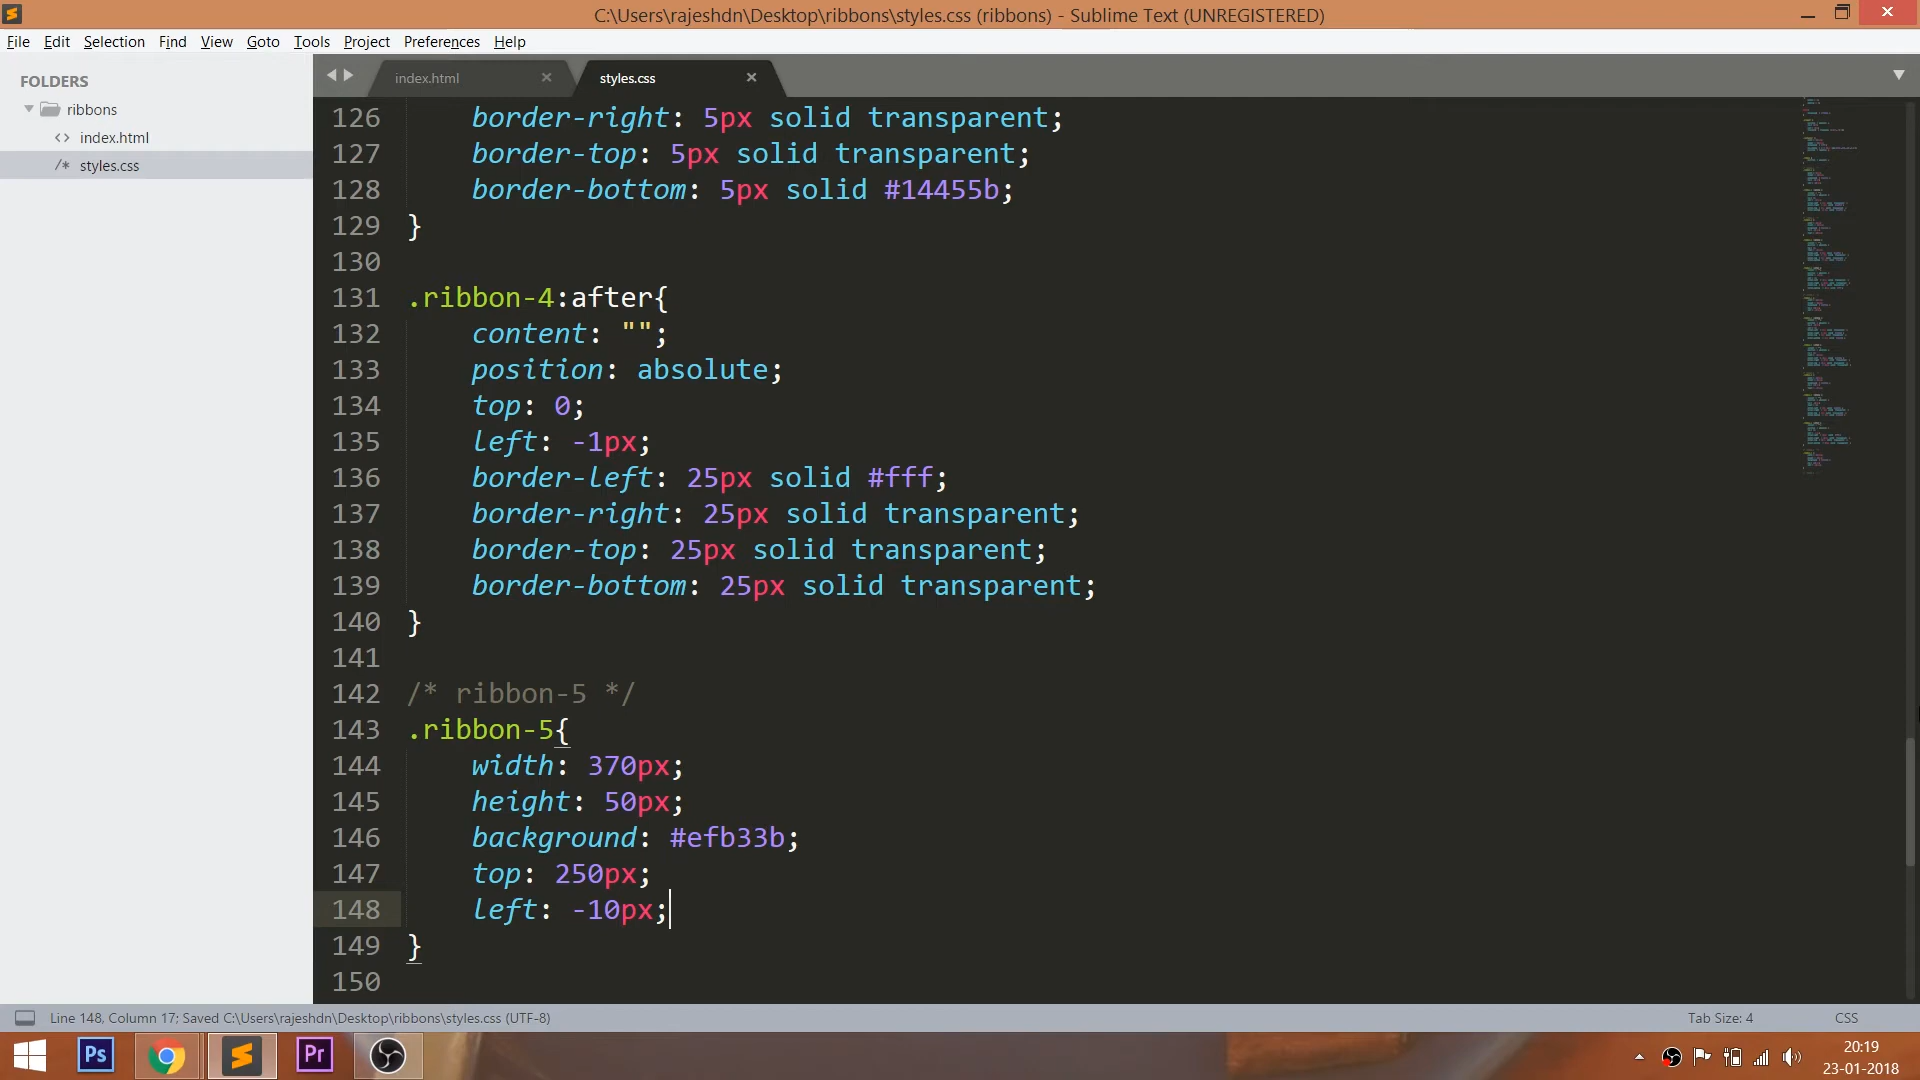 C:\Users\rajeshdn\Desktop\ribbons\styles.css (ribbons) - Sublime Text (UNREGISTERED)
File Edit Selection Find View Goto Tools Project Preferences Help
FOLDERS
ribbons
<> index.html
/* styles.css
index.html
styles.css
126 border-right: 5px solid transparent;
127 border-top: 5px solid transparent;
128 border-bottom: 5px solid #14455b;
129 }
130
131 .ribbon-4:after{
132 content: "";
133 position: absolute;
134 top: 0;
135 left: -1px;
136 border-left: 25px solid #fff;
137 border-right: 25px solid transparent;
138 border-top: 25px solid transparent;
139 border-bottom: 25px solid transparent;
140 }
141
142 /* ribbon-5 */
143 .ribbon-5{
144 width: 370px;
145 height: 50px;
146 background: #efb33b;
147 top: 250px;
148 left: -10px;
149 }
150
Line 148, Column 17; Saved C:\Users\rajeshdn\Desktop\ribbons\styles.css (UTF-8)
Tab Size: 4 CSS
Ps Pr
20:19
23-01-2018